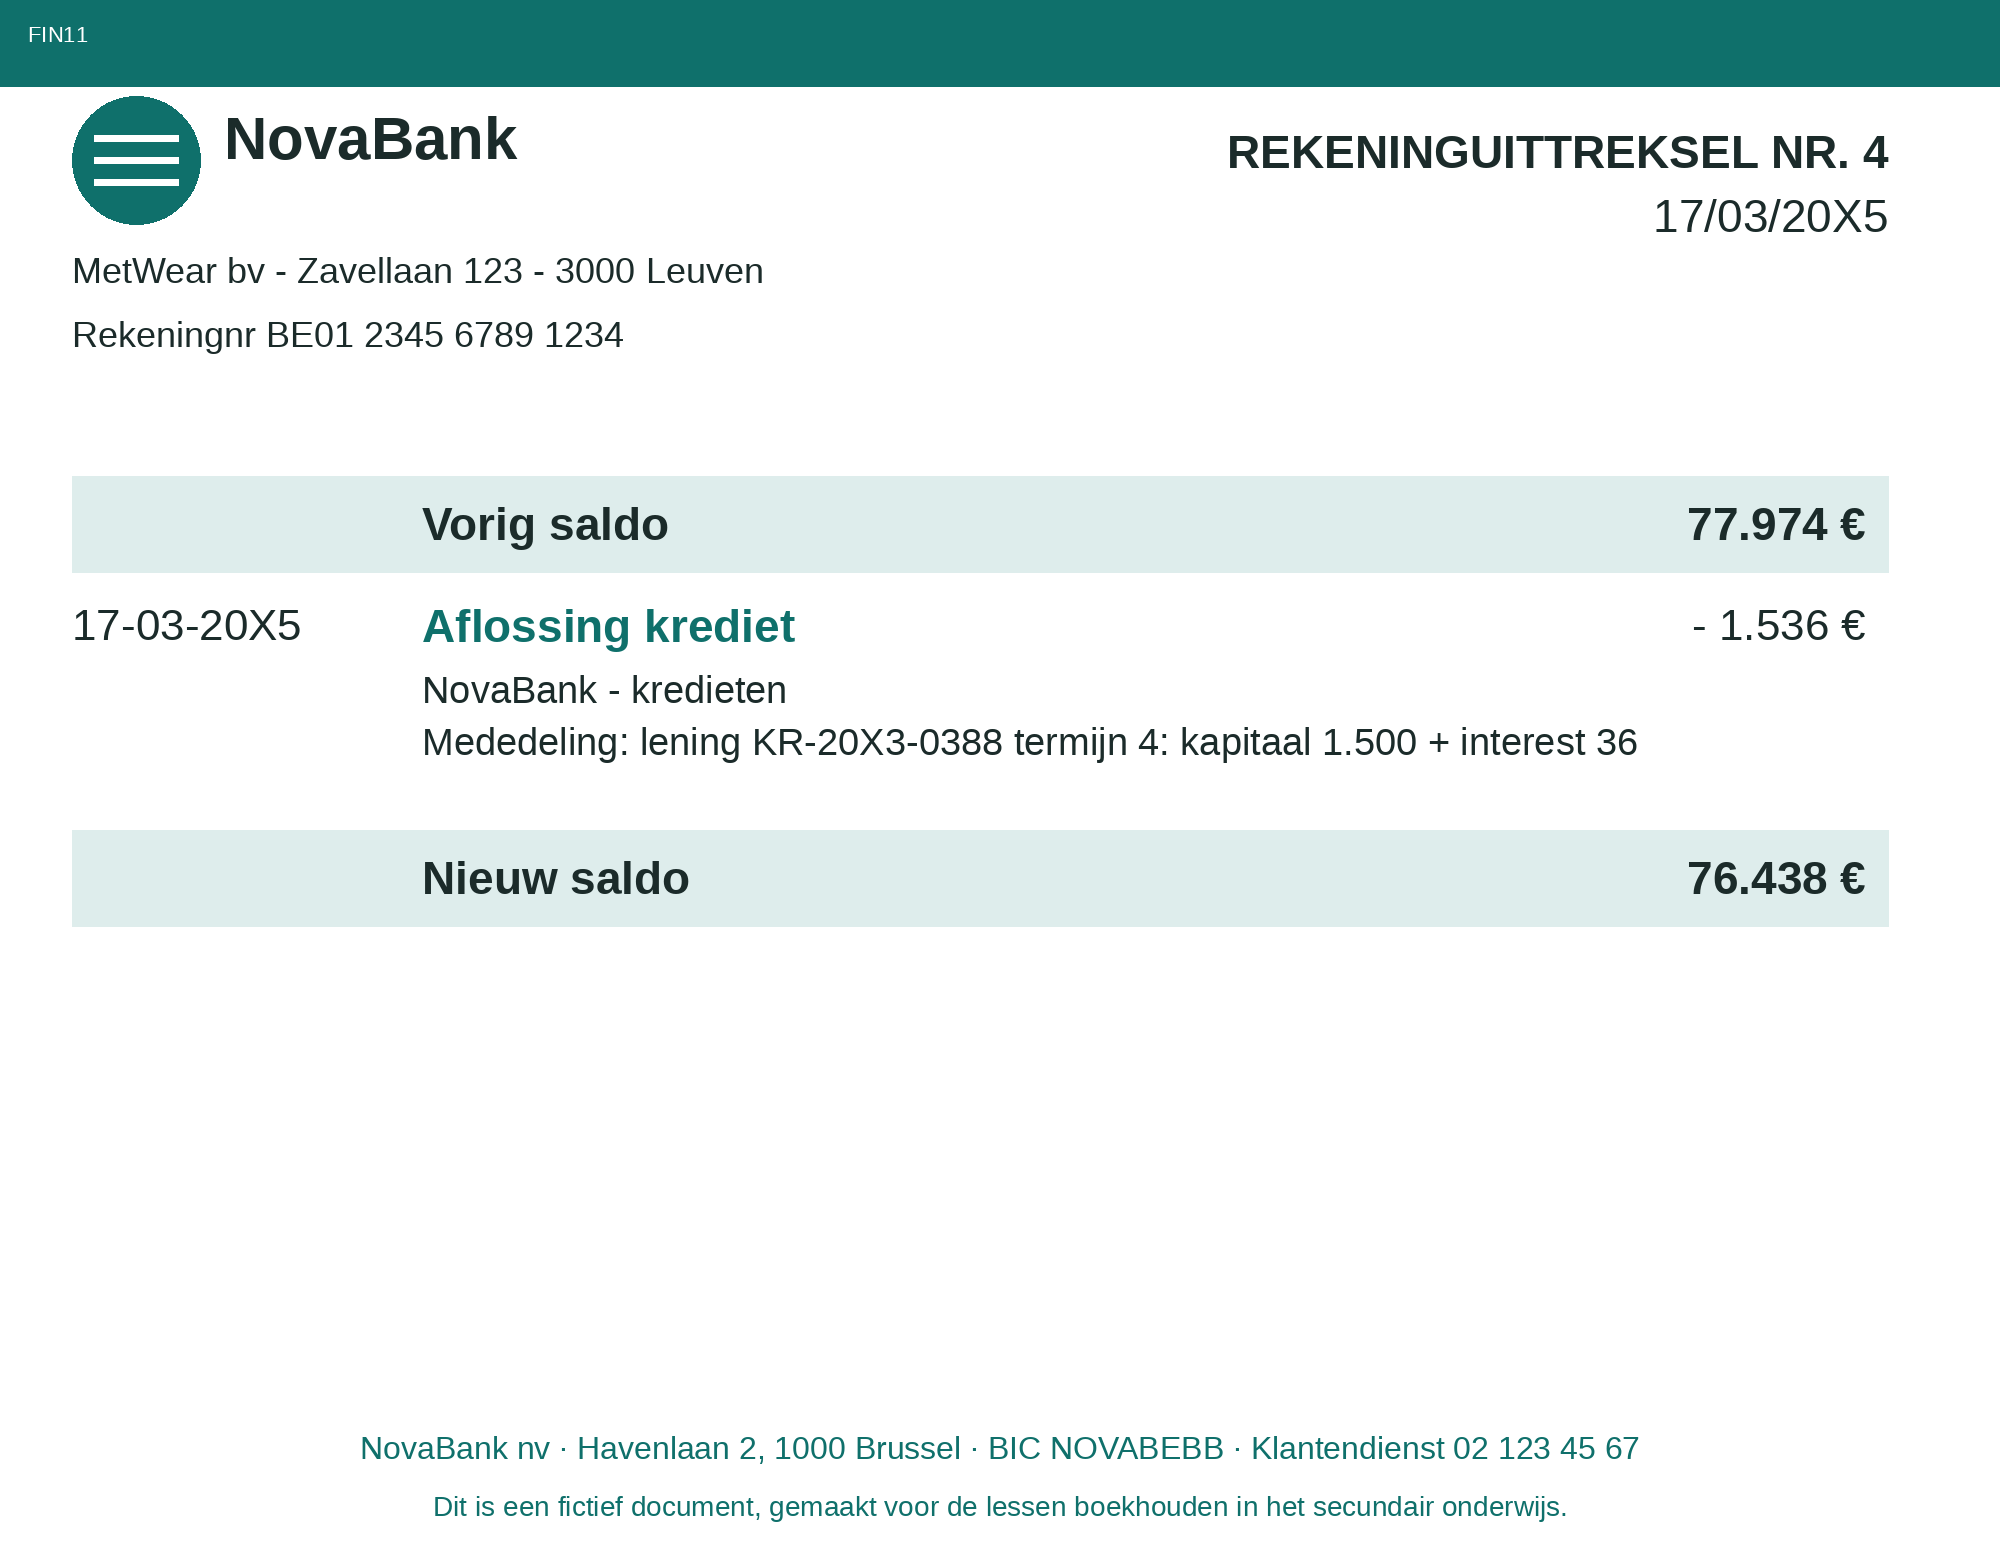 FIN11
NovaBank
REKENINGUITTREKSEL NR. 4
17/03/20X5
MetWear bv - Zavellaan 123 - 3000 Leuven
Rekeningnr BE01 2345 6789 1234
Vorig saldo 77.974 €
17-03-20X5 Aflossing krediet - 1.536 €
NovaBank - kredieten
Mededeling: lening KR-20X3-0388 termijn 4: kapitaal 1.500 + interest 36
Nieuw saldo 76.438 €
NovaBank nv · Havenlaan 2, 1000 Brussel · BIC NOVABEBB · Klantendienst 02 123 45 67
Dit is een fictief document, gemaakt voor de lessen boekhouden in het secundair onderwijs.